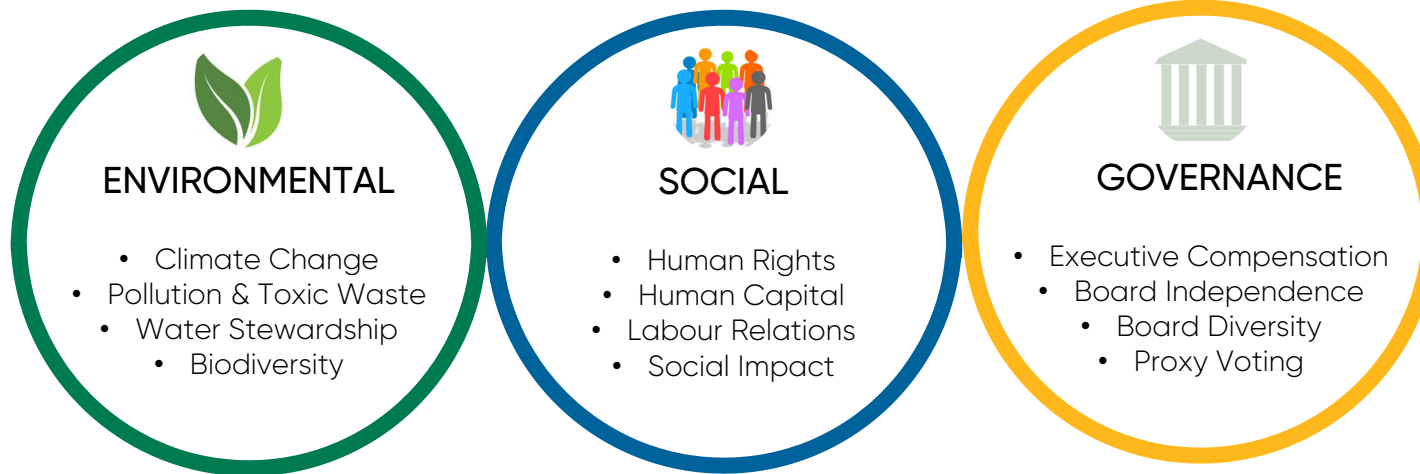 ENVIRONMENTAL
• Climate Change
• Pollution & Toxic Waste
• Water Stewardship
• Biodiversity
SOCIAL
• Human Rights
• Human Capital
• Labour Relations
• Social Impact
GOVERNANCE
• Executive Compensation
• Board Independence
• Board Diversity
• Proxy Voting